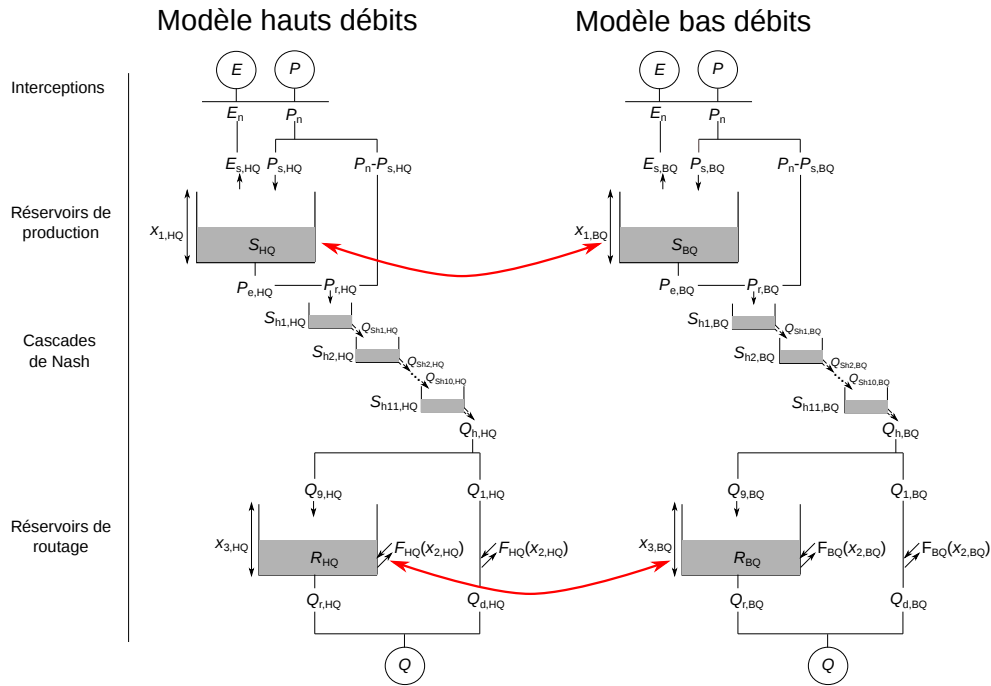 Modèle hauts débits
Modèle bas débits
Interceptions
E
P
E
P
En
Pn
En
Pn
Es,HQ
Ps,HQ
Pn-Ps,HQ
Es,BQ
Ps,BQ
Pn-Ps,BQ
Réservoirs de
production
x1,HQ
SHQ
x1,BQ
SBQ
Pe,HQ
Pr,HQ
Pe,BQ
Pr,BQ
Cascades
de Nash
Sh1,HQ
QSh1,HQ
Sh2,HQ
QSh2,HQ
QSh10,HQ
Sh11,HQ
Qh,HQ
Sh1,BQ
QSh1,BQ
Sh2,BQ
QSh2,BQ
QSh10,BQ
Sh11,BQ
Qh,BQ
Q9,HQ
Q1,HQ
Q9,BQ
Q1,BQ
Réservoirs de
routage
x3,HQ
RHQ
FHQ(x2,HQ)
FHQ(x2,HQ)
x3,BQ
RBQ
FBQ(x2,BQ)
FBQ(x2,BQ)
Qr,HQ
Qd,HQ
Qr,BQ
Qd,BQ
Q
Q